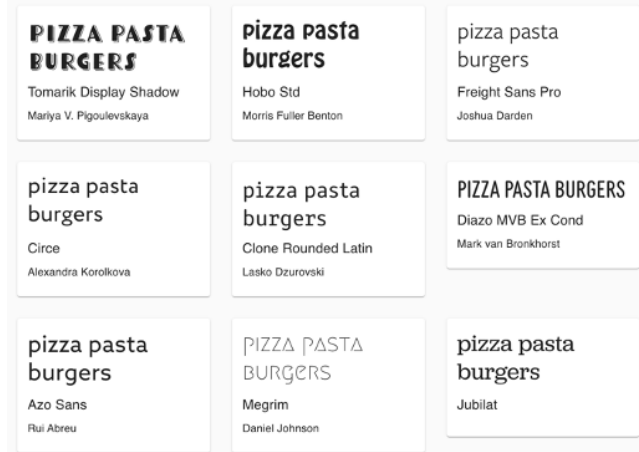 PIZZA PASTA
BURGERS
Tomarik Display Shadow
Mariya V. Pigoulevskaya
pizza pasta
burgers
Hobo Std
Morris Fuller Benton
pizza pasta
burgers
Freight Sans Pro
Joshua Darden
pizza pasta
burgers
Circe
Alexandra Korolkova
pizza pasta
burgers
Clone Rounded Latin
Lasko Dzurovski
PIZZA PASTA BURGERS
Diazo MVB Ex Cond
Mark van Bronkhorst
pizza pasta
burgers
Azo Sans
Rui Abreu
PIZZA PASTA
BURGERS
Megrim
Daniel Johnson
pizza pasta
burgers
Jubilat